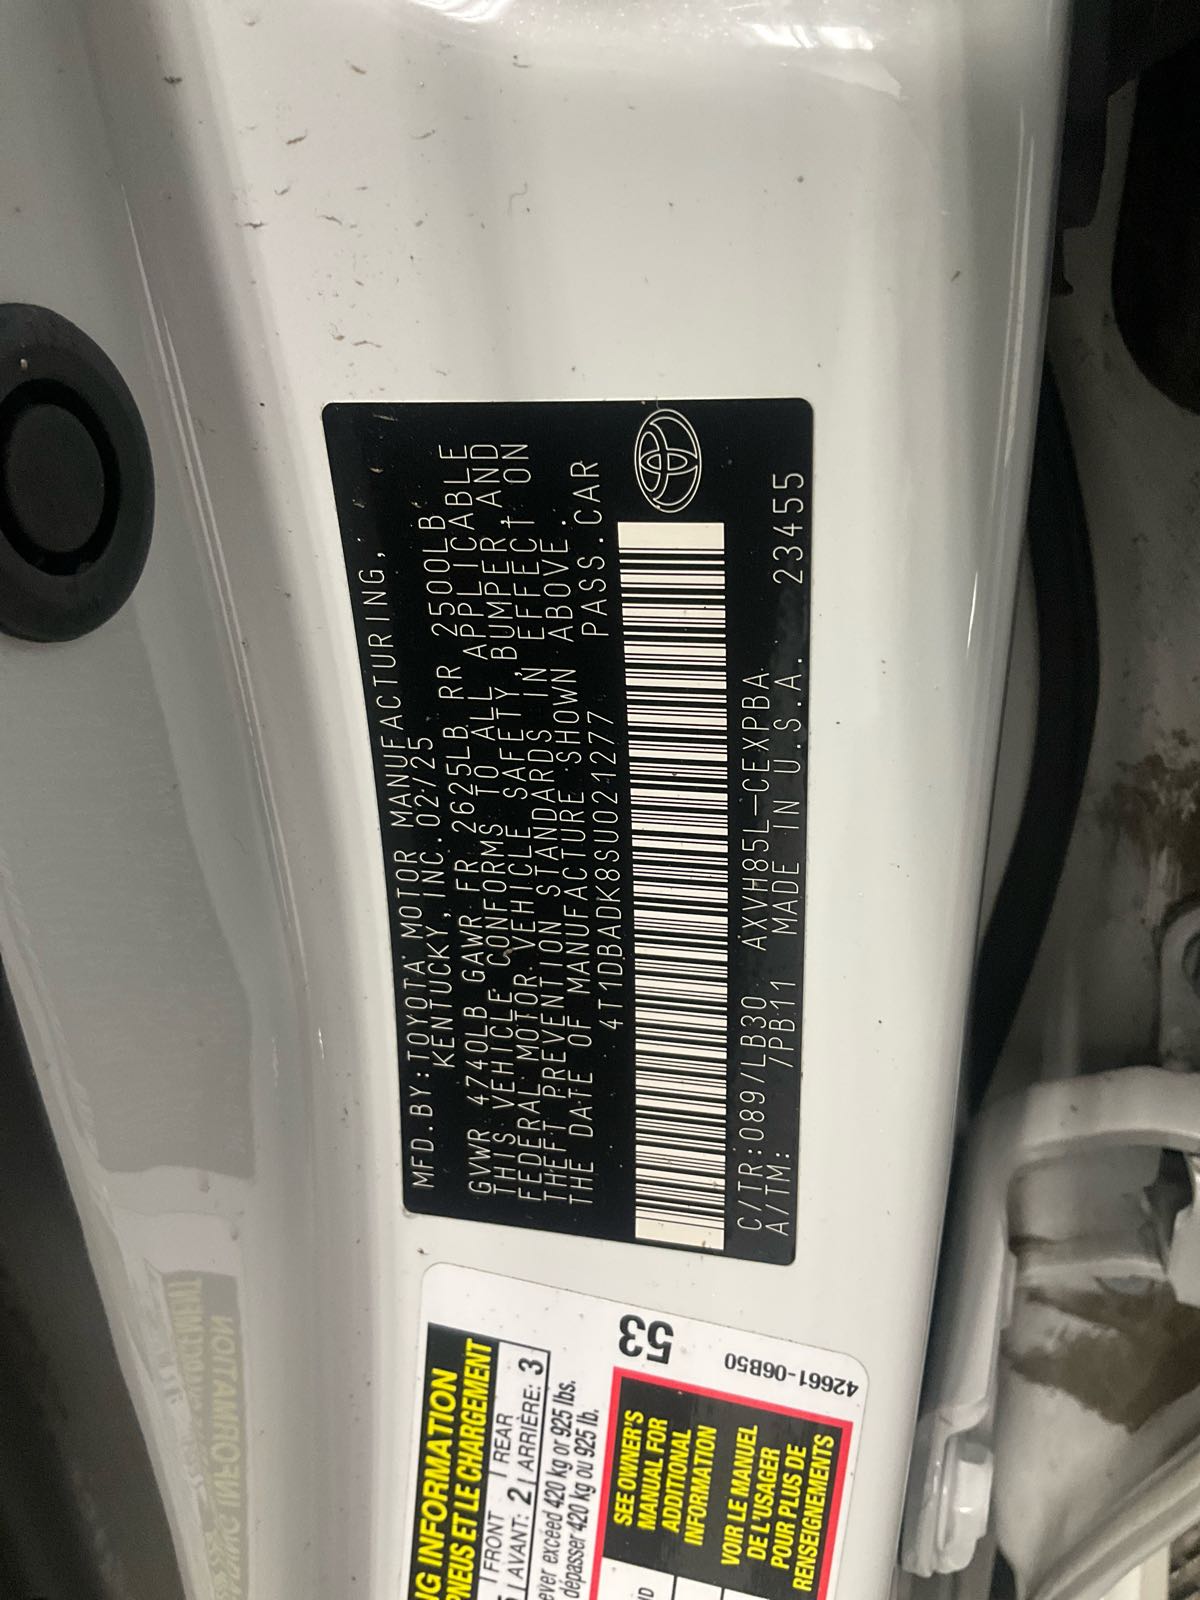 MFD.BY:TOYOTA MOTOR MANUFACTURING,
KENTUCKY,INC.02/25
GVWR 4740LB GAWR FR 2625LB RR 2500LB
THIS VEHICLE CONFORMS TO ALL APPLICABLE
FEDERAL MOTOR VEHICLE SAFETY,BUMPER,AND
THEFT PREVENTION STANDARDS IN EFFECT ON
THE DATE OF MANUFACTURE SHOWN ABOVE.
4T1DBADK8SU021277 PASS.CAR
C/TR:089/LB30 AXVH85L-CEXPBA
A/TM: /PB11 MADE IN U.S.A. 23455
NG INFORMATION
PNEUS ET LE CHARGEMENT
FRONT REAR
LAVANT: 2 LARRIÈRE: 3
ever exceed 420 kg or 925 lbs.
dépasser 420 kg ou 925 lb.
53
42661-06B50
SEE OWNER'S
MANUAL FOR
ADDITIONAL
INFORMATION
VOIR LE MANUEL
DE L'USAGER
POUR PLUS DE
RENSEIGNEMENTS